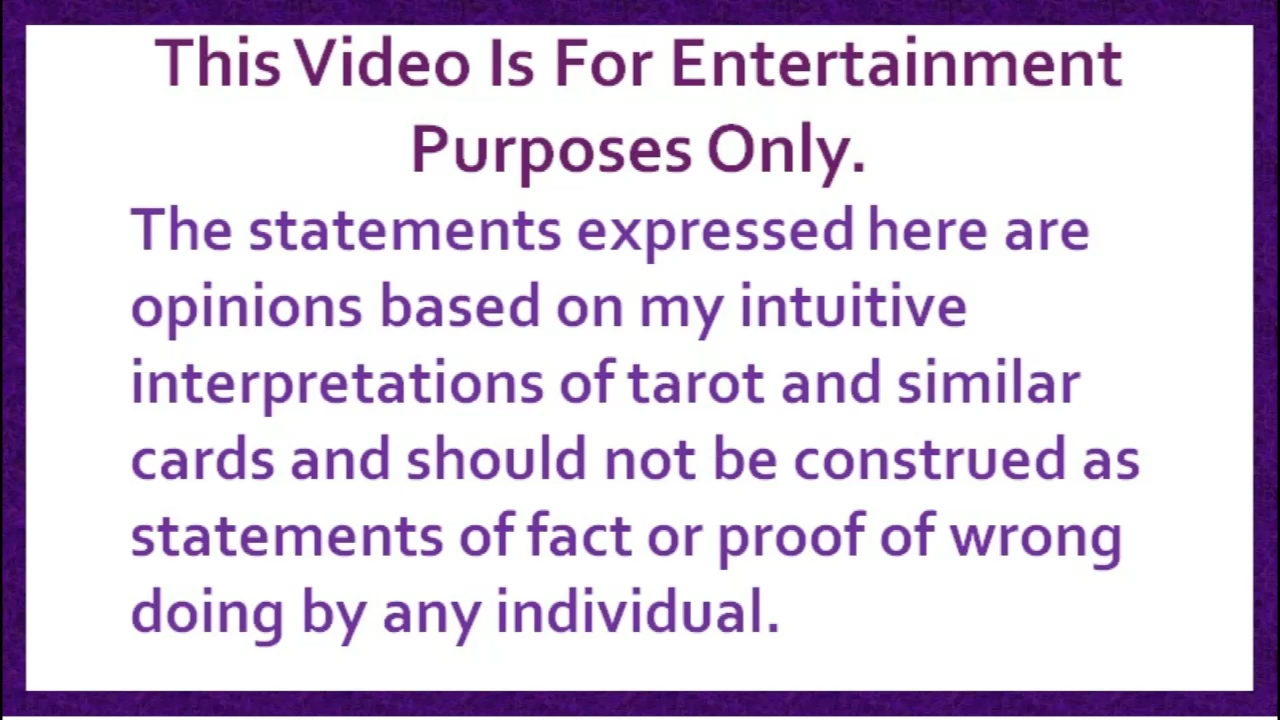 This Video Is For Entertainment
Purposes Only.
The statements expressed here are
opinions based on my intuitive
interpretations of tarot and similar
cards and should not be construed as
statements of fact or proof of wrong
doing by any individual.